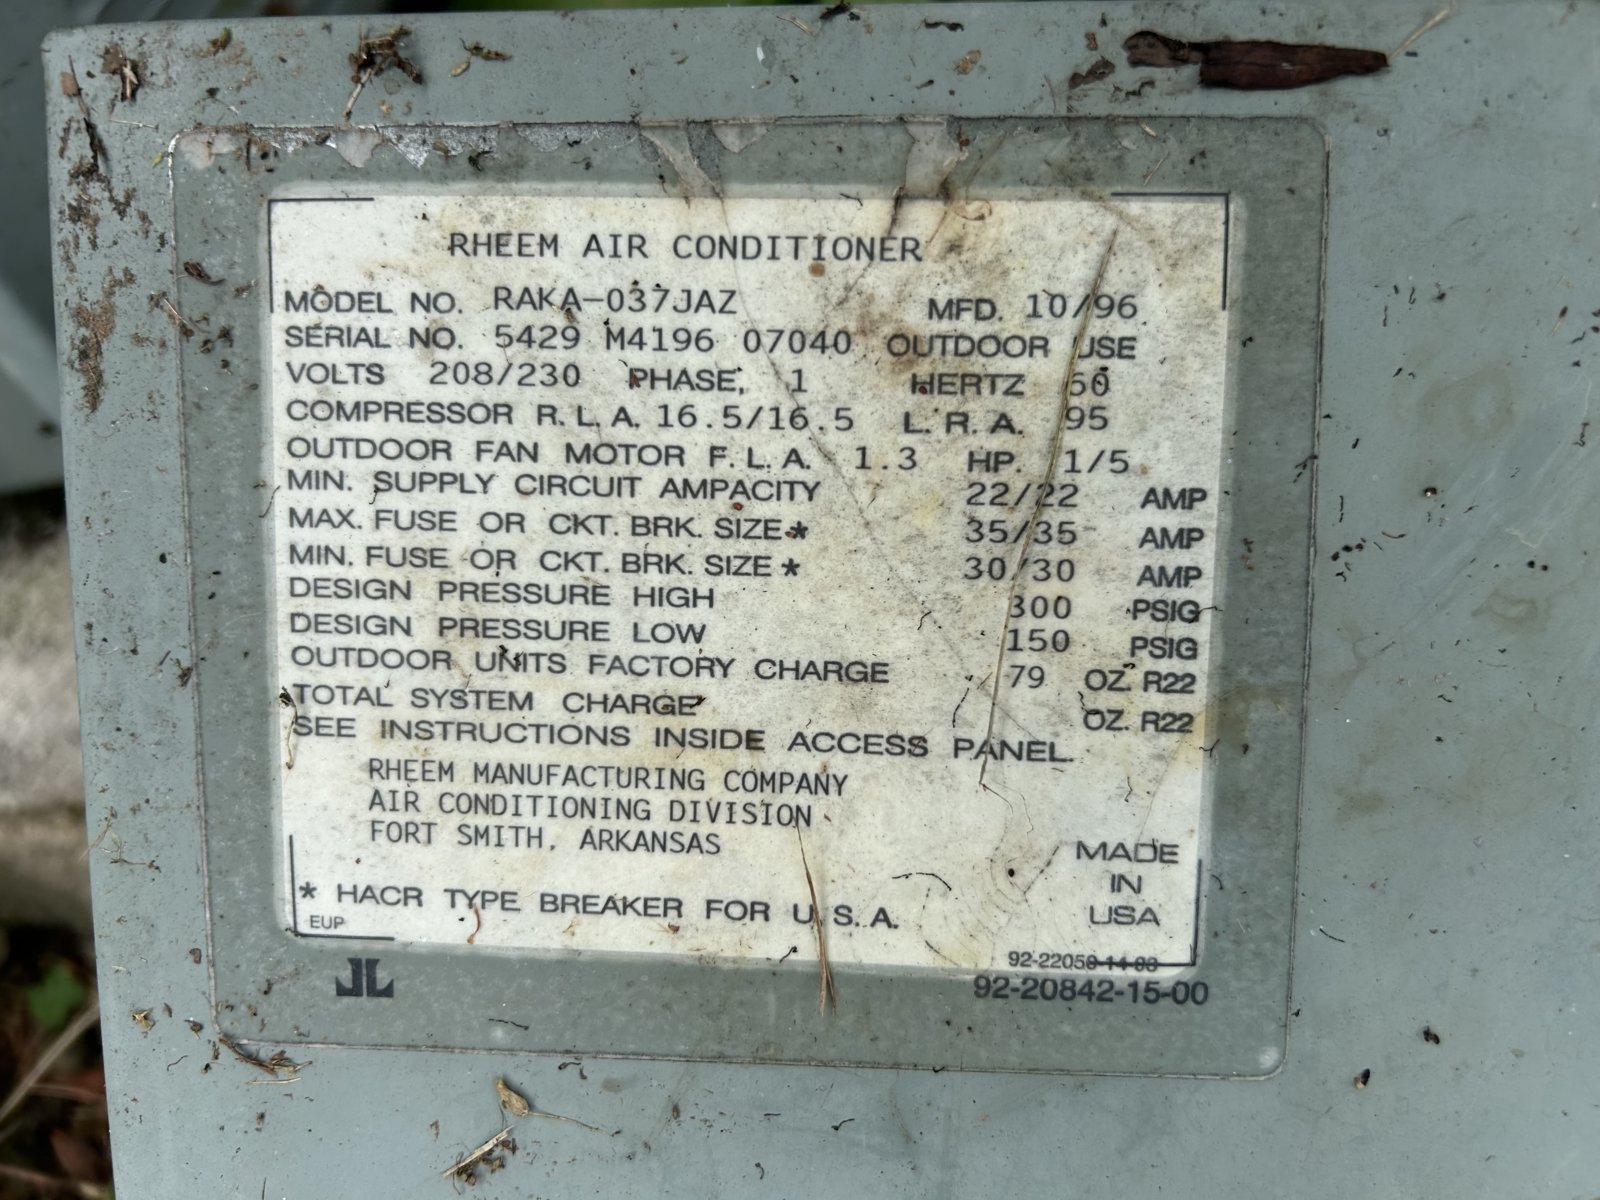 RHEEM AIR CONDITIONER
MODEL NO. RAKA-037JAZ MFD. 10/96
SERIAL NO. 5429 M4196 07040 OUTDOOR USE
VOLTS 208/230 PHASE, 1 HERTZ 60
COMPRESSOR R.L.A. 16.5/16.5 L.R.A. 95
OUTDOOR FAN MOTOR F.L.A. 1.3 HP. 1/5
MIN. SUPPLY CIRCUIT AMPACITY 22/22 AMP
MAX. FUSE OR CKT. BRK. SIZE* 35/35 AMP
MIN. FUSE OR CKT. BRK. SIZE* 30/30 AMP
DESIGN PRESSURE HIGH 300 PSIG
DESIGN PRESSURE LOW 150 PSIG
OUTDOOR UNITS FACTORY CHARGE 79 OZ. R22
TOTAL SYSTEM CHARGE OZ. R22
SEE INSTRUCTIONS INSIDE ACCESS PANEL.
RHEEM MANUFACTURING COMPANY
AIR CONDITIONING DIVISION
FORT SMITH, ARKANSAS
MADE
IN
USA
* HACR TYPE BREAKER FOR U.S.A.
EUP
92-20842-15-00